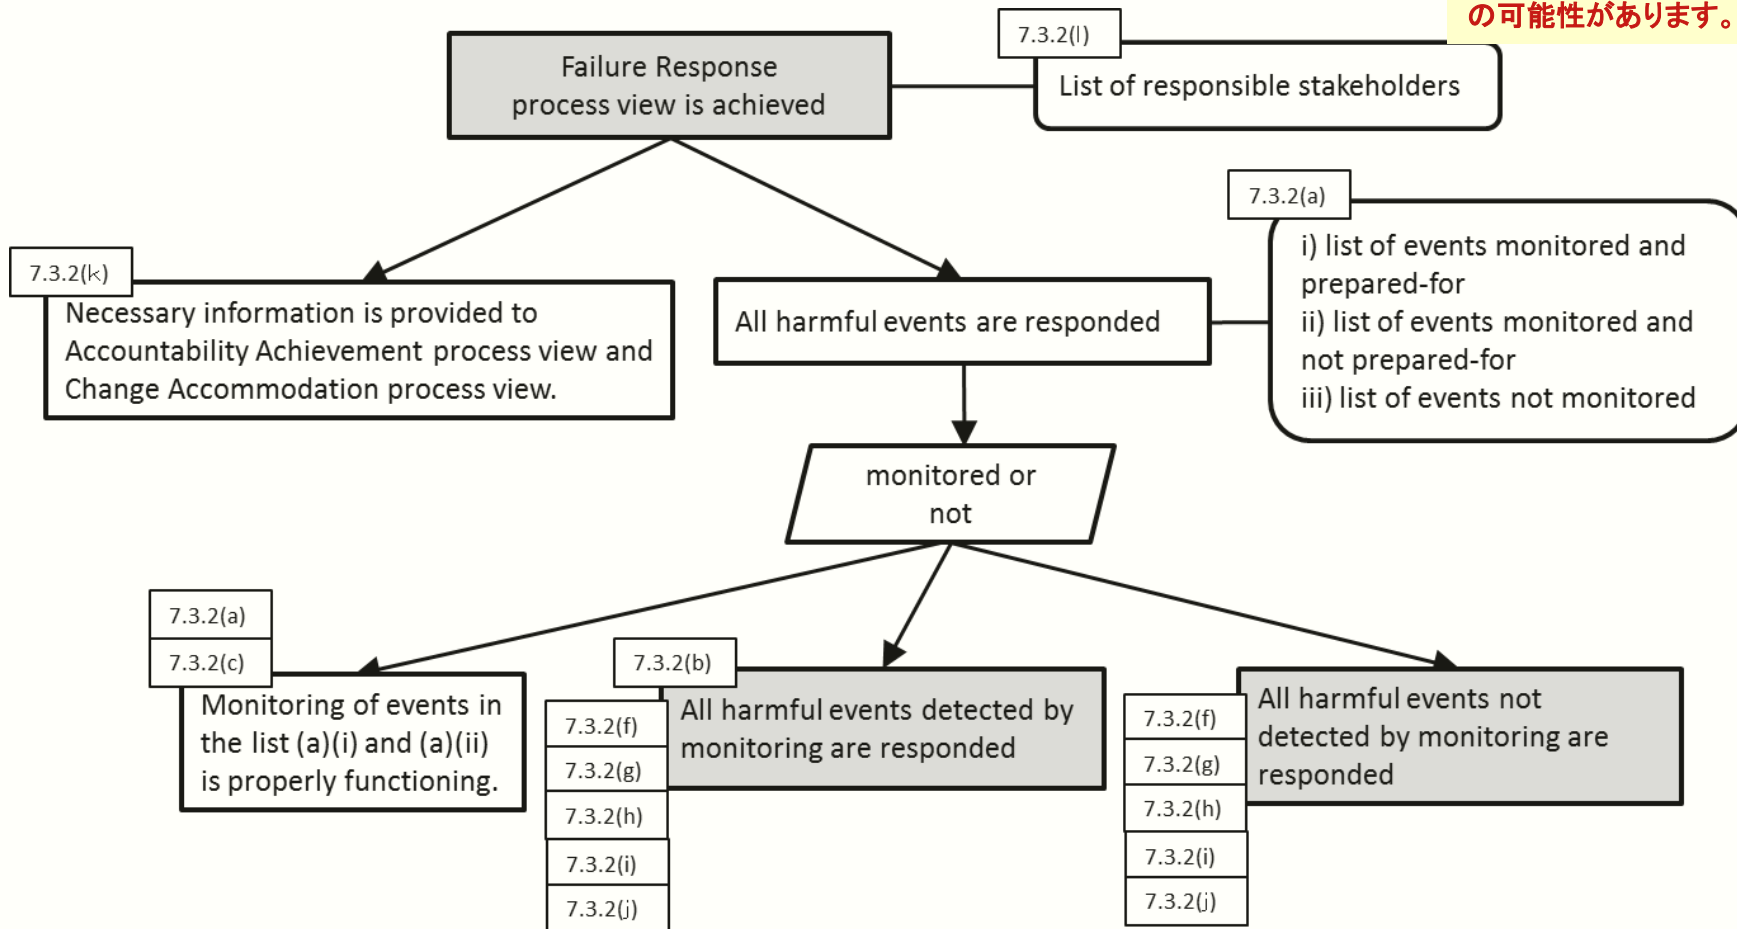 の可能性があります。
7.3.2(l)
Failure Response
process view is achieved
List of responsible stakeholders
7.3.2(a)
7.3.2(k)
Necessary information is provided to
Accountability Achievement process view and
Change Accommodation process view.
All harmful events are responded
i) list of events monitored and
prepared-for
ii) list of events monitored and
not prepared-for
iii) list of events not monitored
monitored or
not
7.3.2(a)
7.3.2(c)
Monitoring of events in
the list (a)(i) and (a)(ii)
is properly functioning.
7.3.2(b)
7.3.2(f)
7.3.2(g)
7.3.2(h)
7.3.2(i)
7.3.2(j)
All harmful events detected by
monitoring are responded
7.3.2(f)
7.3.2(g)
7.3.2(h)
7.3.2(i)
7.3.2(j)
All harmful events not
detected by monitoring are
responded